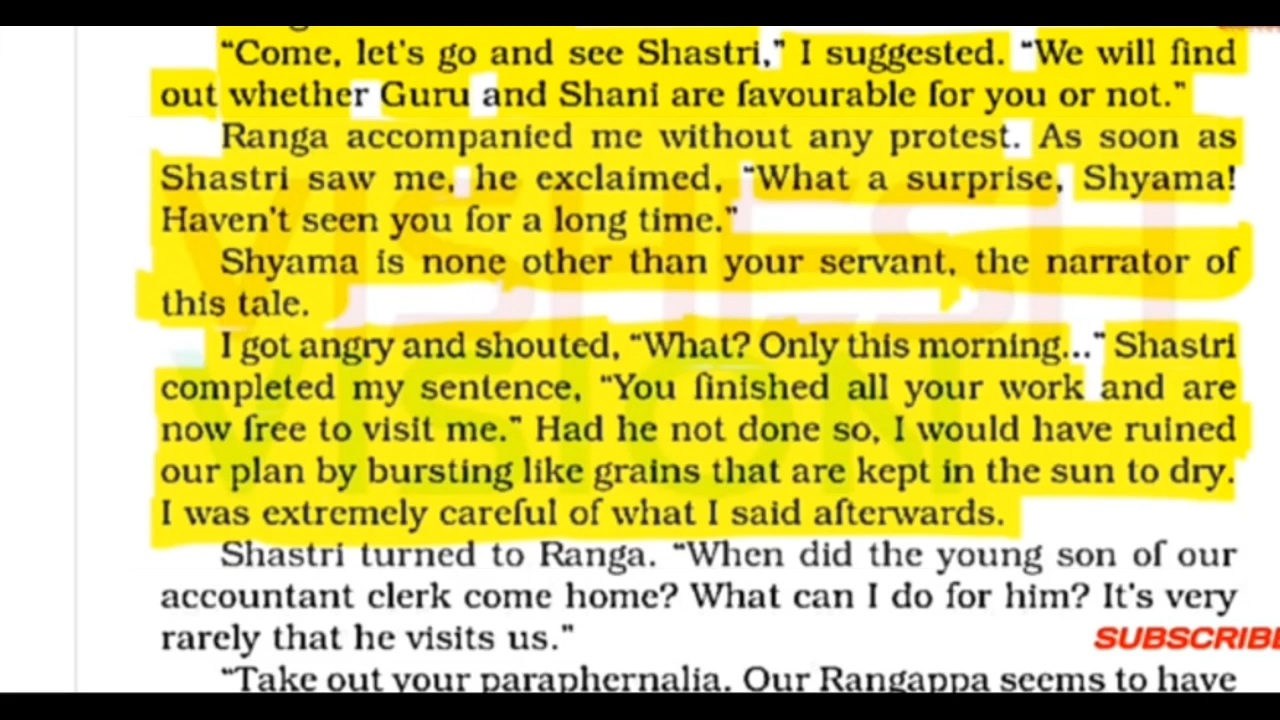 “Come, let's go and see Shastri,” I suggested. “We will find
out whether Guru and Shani are favourable for you or not.”
Ranga accompanied me without any protest. As soon as
Shastri saw me, he exclaimed, “What a surprise, Shyama!
Haven't seen you for a long time.”
Shyama is none other than your servant, the narrator of
this tale.
I got angry and shouted, “What? Only this morning...” Shastri
completed my sentence, “You finished all your work and are
now free to visit me.” Had he not done so, I would have ruined
our plan by bursting like grains that are kept in the sun to dry.
I was extremely careful of what I said afterwards.
Shastri turned to Ranga. “When did the young son of our
accountant clerk come home? What can I do for him? It's very
rarely that he visits us.”
SUBSCRIBE
“Take out your paraphernalia. Our Rangappa seems to have
VISHESH
VISION